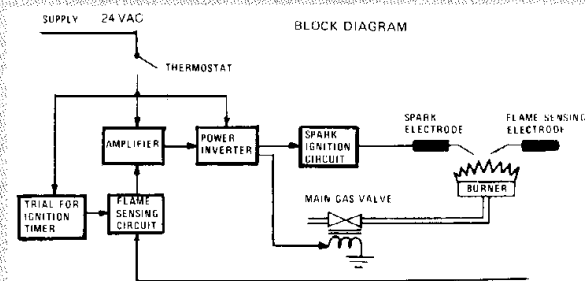 SUPPLY 24 VAC
BLOCK DIAGRAM
THERMOSTAT
AMPLIFIER
POWER
INVERTER
SPARK
IGNITION
CIRCUIT
SPARK
ELECTRODE
FLAME SENSING
ELECTRODE
BURNER
MAIN GAS VALVE
TRIAL FOR
IGNITION
TIMER
FLAME
SENSING
CIRCUIT